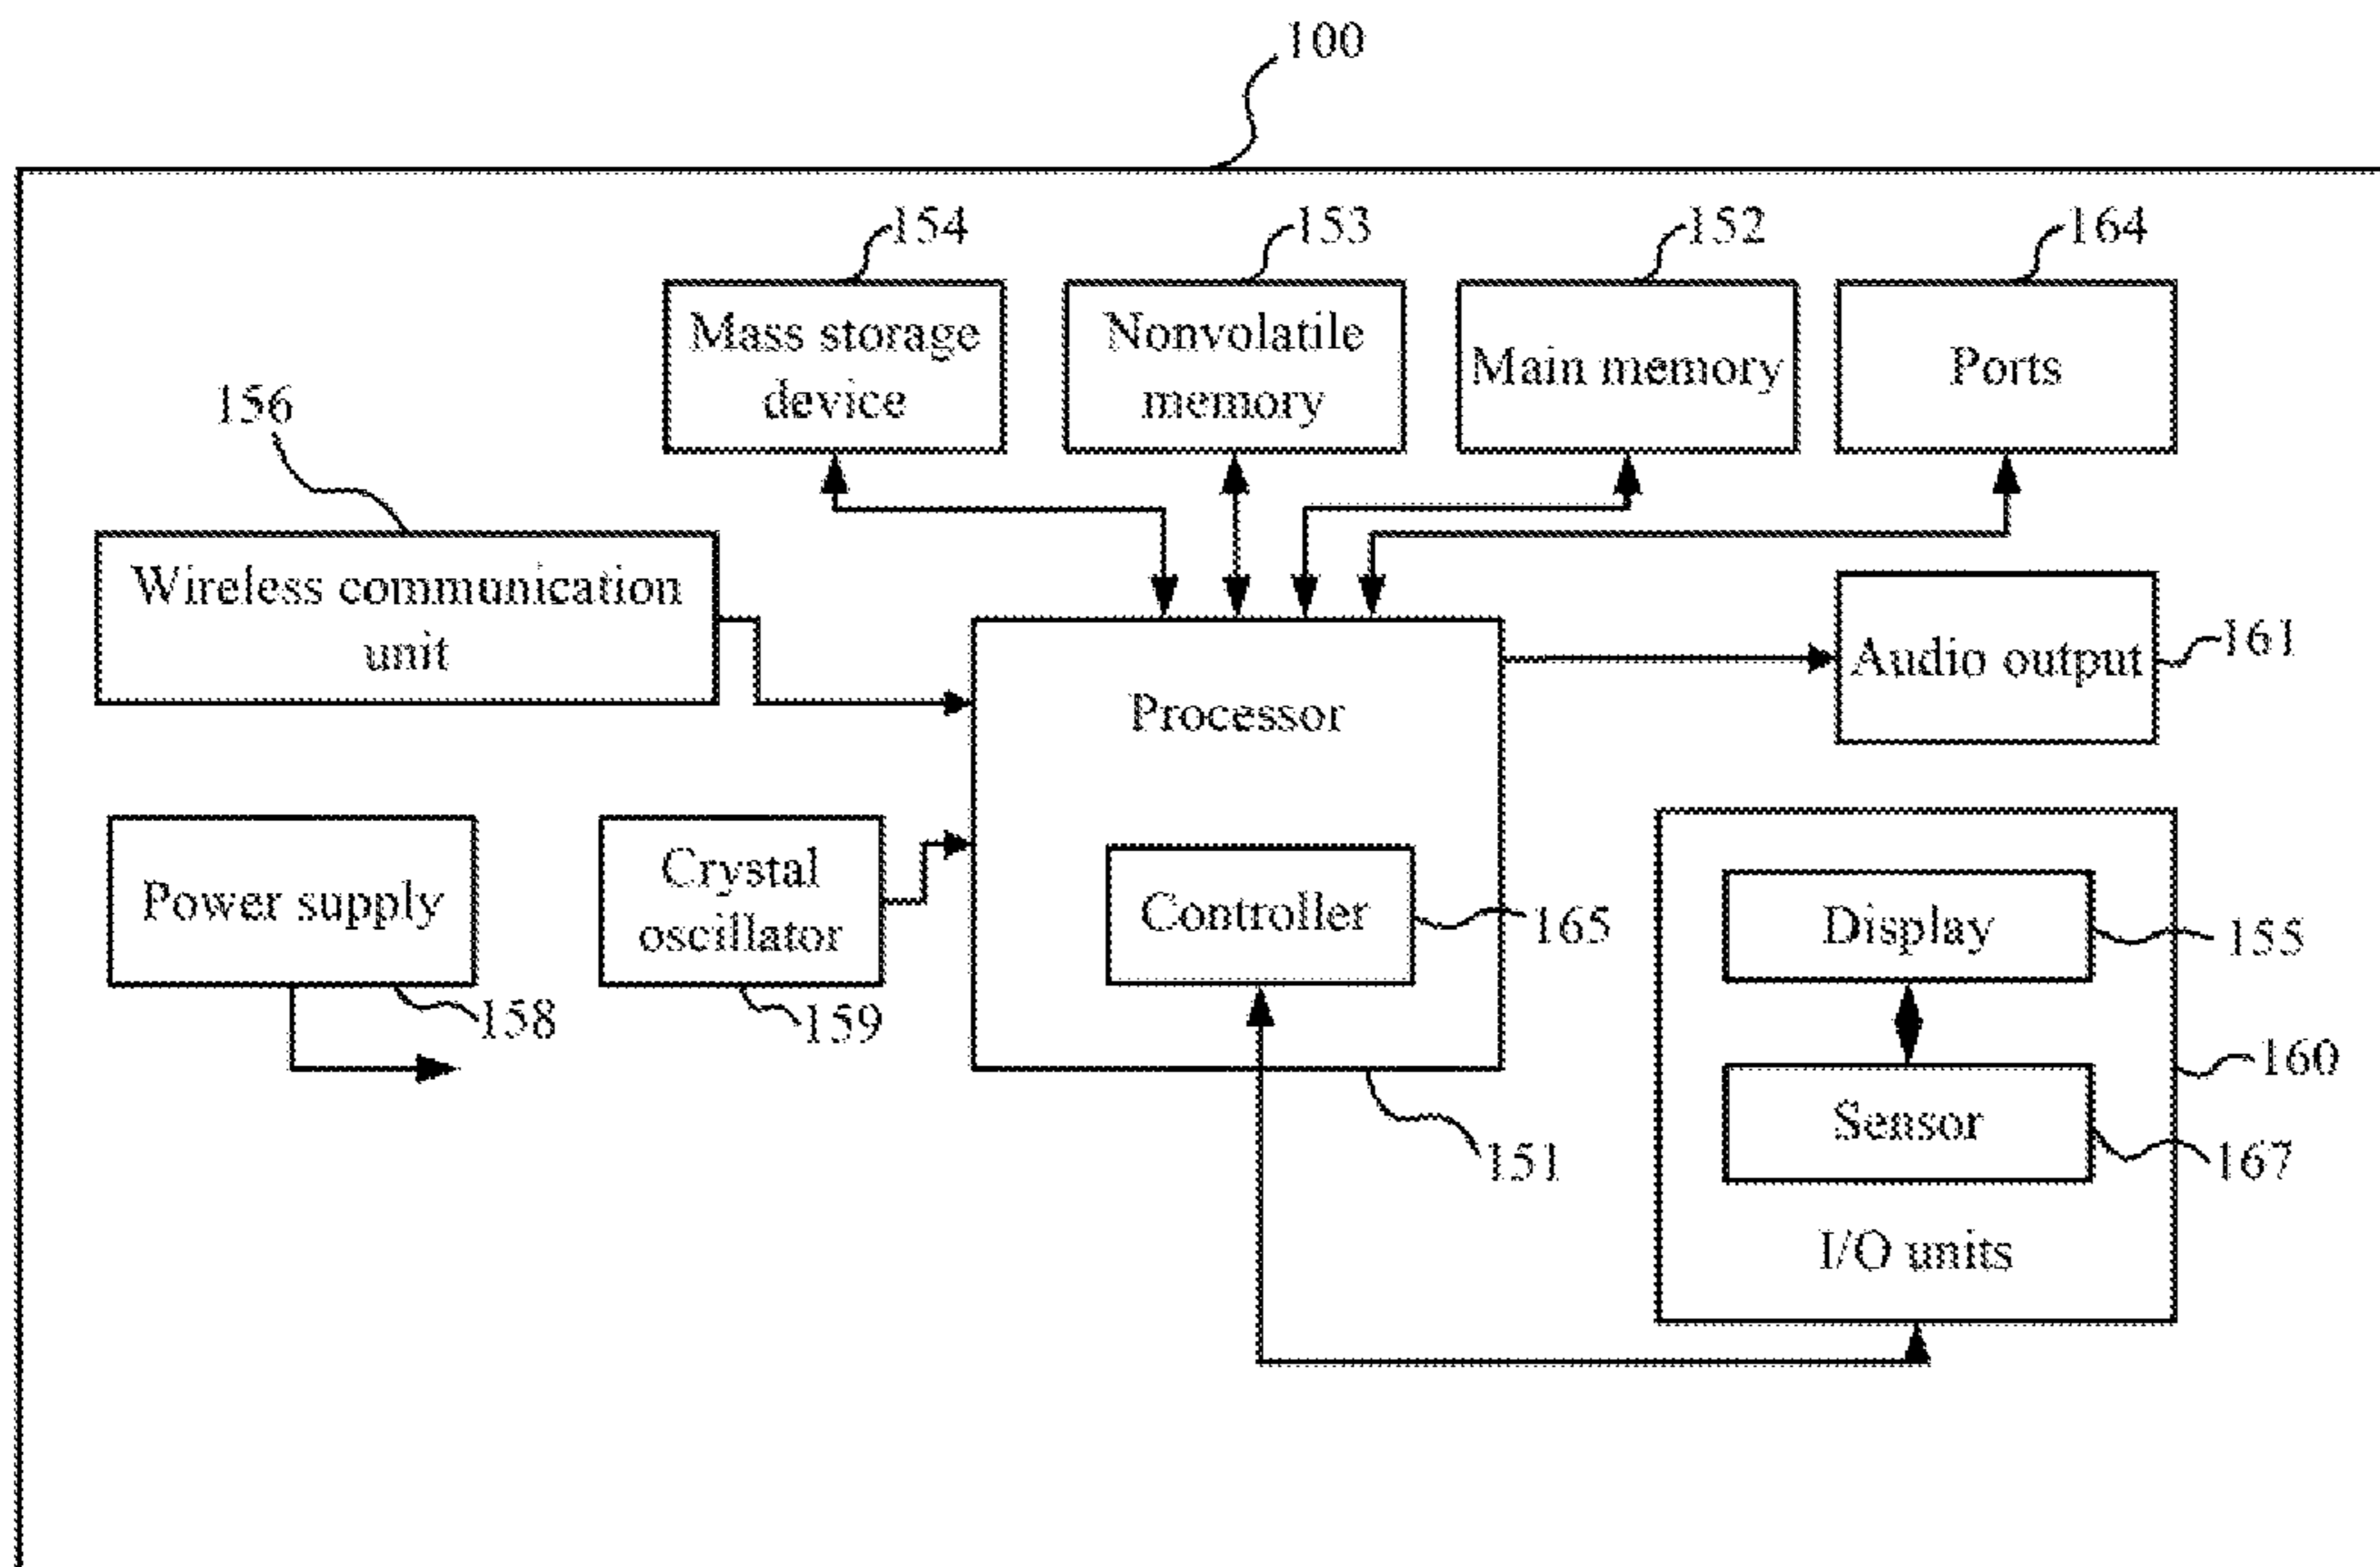 100
154
153
152
164
Mass storage
device
Nonvolatile
memory
Main memory
Ports
156
Wireless communication
unit
Audio output
161
Processor
Power supply
Crystal
oscillator
Controller
165
Display
155
158
159
160
Sensor
151
167
I/O units